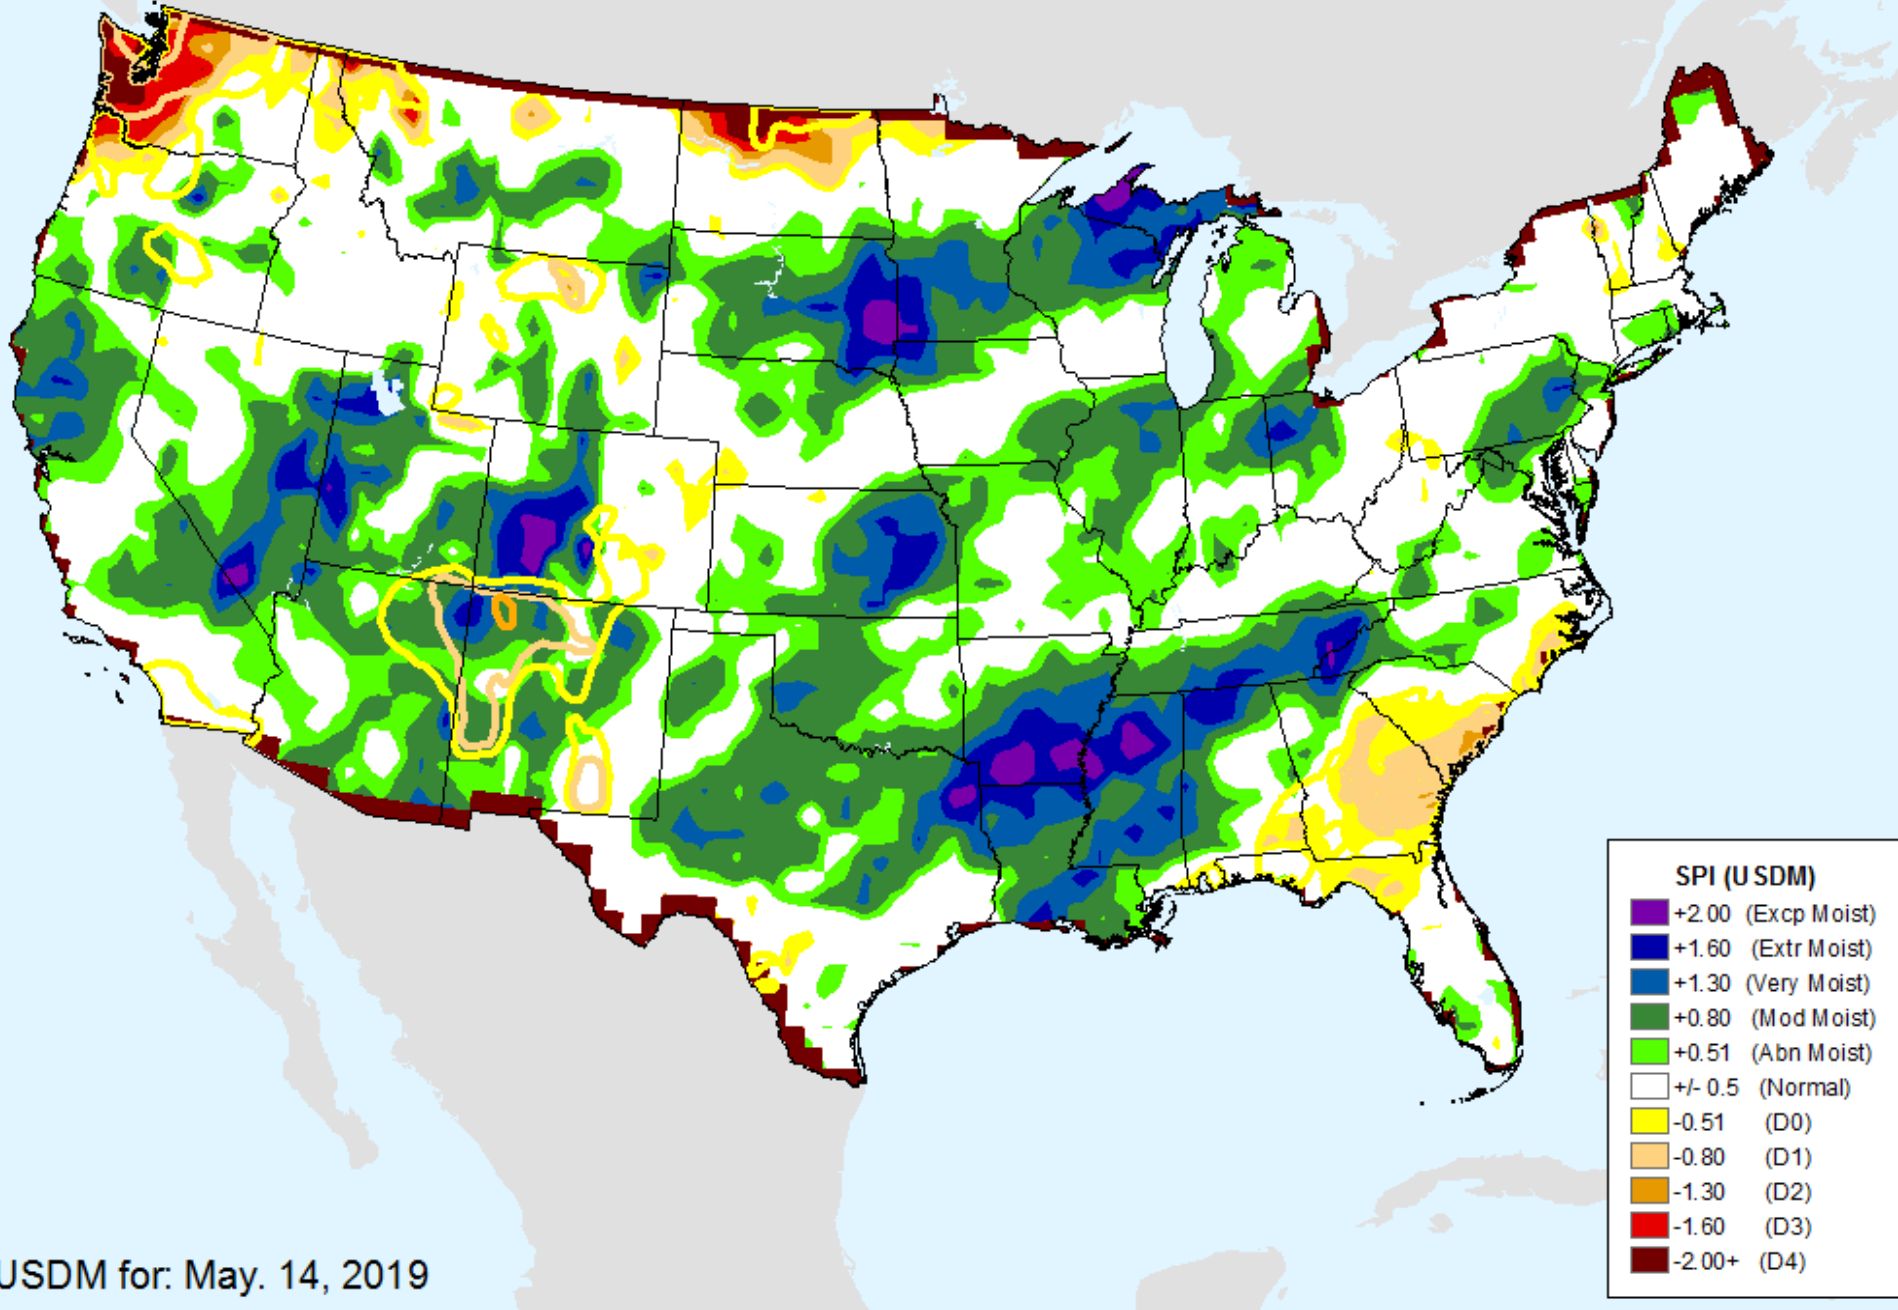 SPI (USDM)
+2.00 (Excp Moist)
+1.60 (Extr Moist)
+1.30 (Very Moist)
+0.80 (Mod Moist)
+0.51 (Abn Moist)
+/- 0.5 (Normal)
-0.51 (D0)
-0.80 (D1)
-1.30 (D2)
-1.60 (D3)
-2.00+ (D4)
USDM for: May. 14, 2019